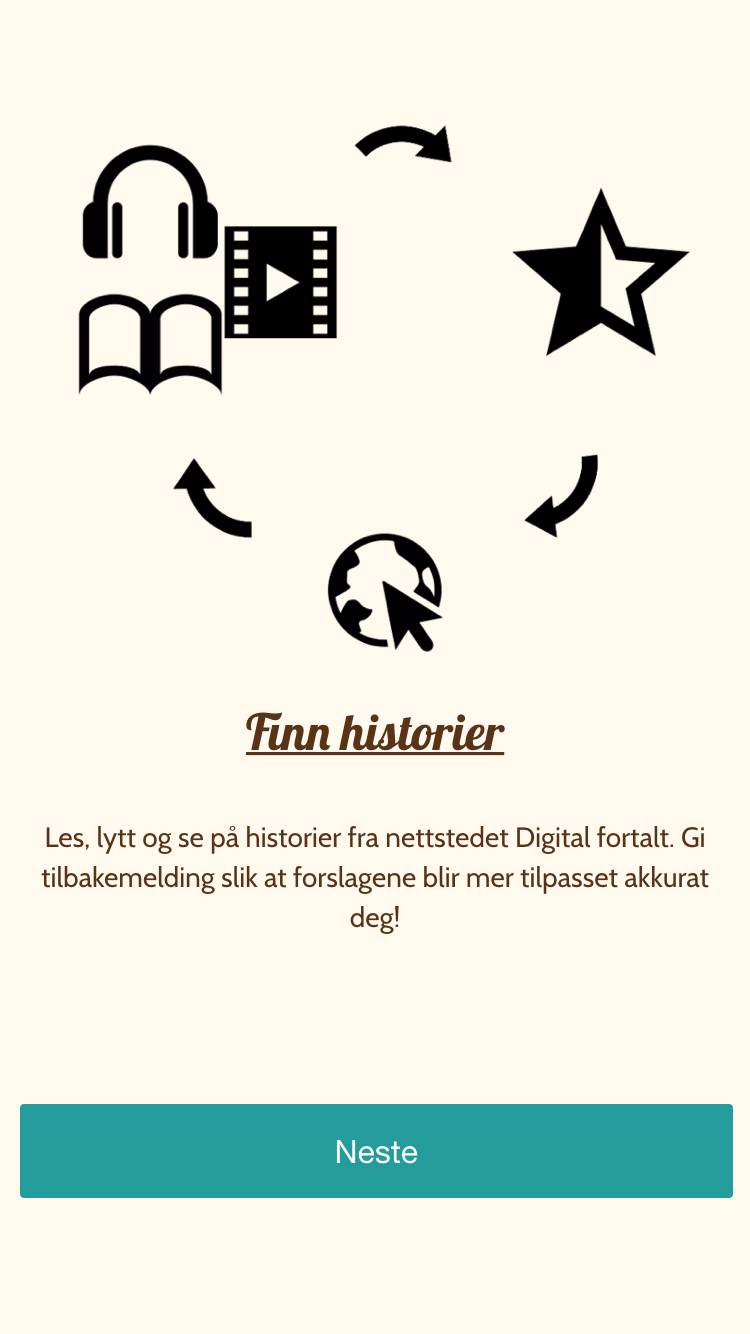 Finn historier
Les, lytt og se på historier fra nettstedet Digital fortalt. Gi
tilbakemelding slik at forslagene blir mer tilpasset akkurat
deg!
Neste